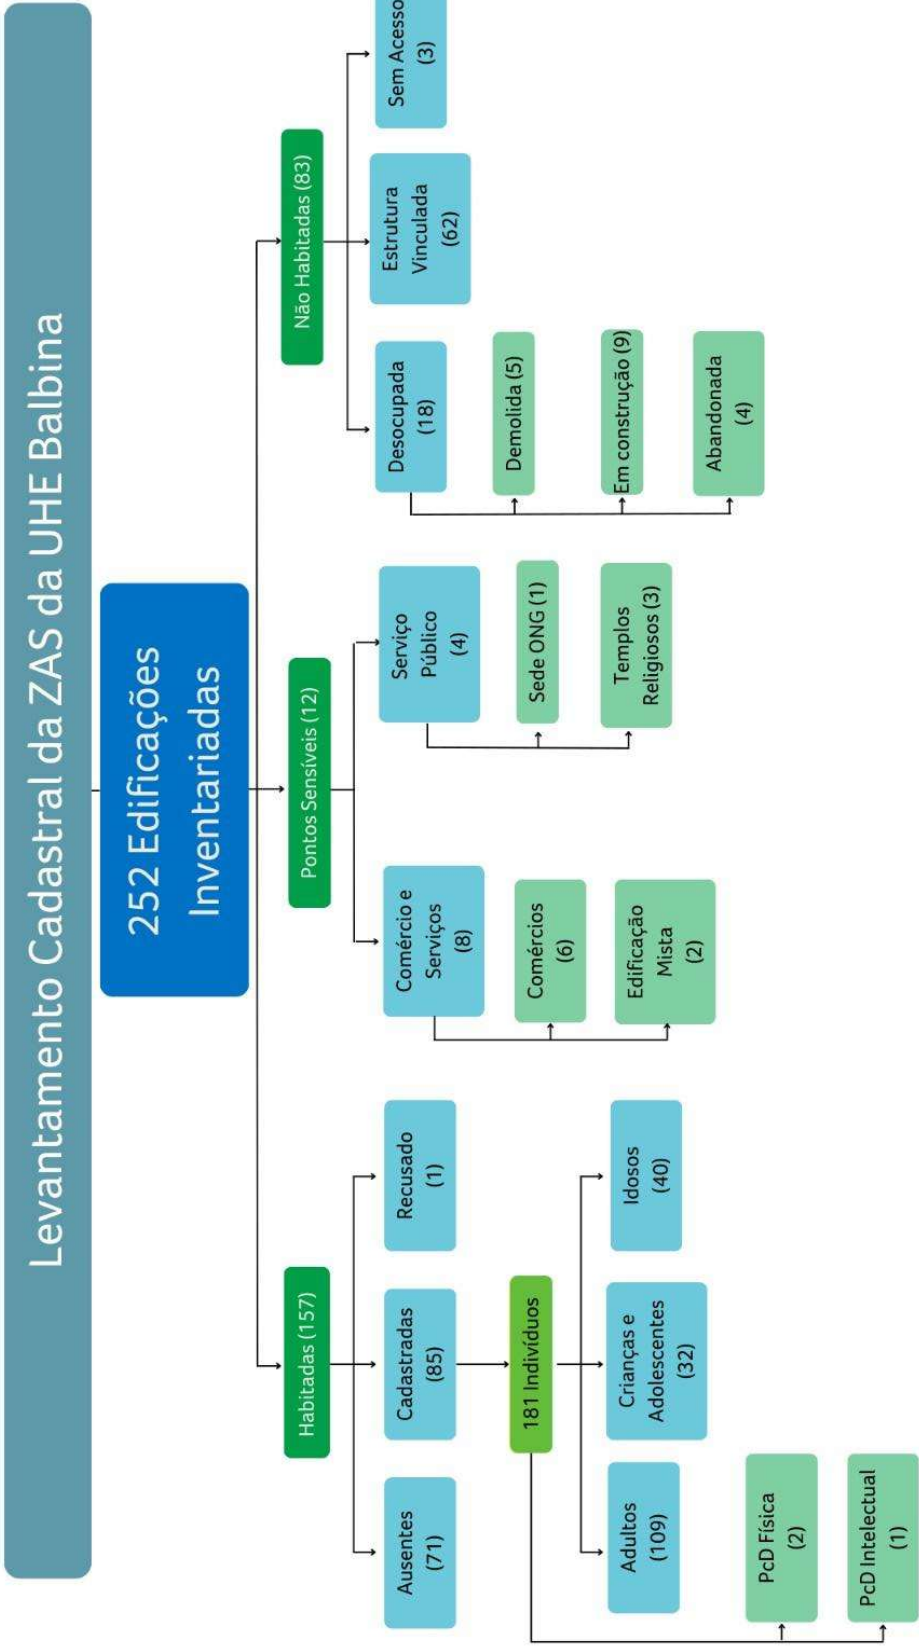 Levantamento Cadastral da ZAS da UHE Balbina
252 Edificações
Inventariadas
Habitadas (157)
Pontos Sensíveis (12)
Não Habitadas (83)
Ausentes
(71)
Cadastradas
(85)
Recusado
(1)
Comércio e
Serviços
(8)
Serviço
Público
(4)
Desocupada
(18)
Estrutura
Vinculada
(62)
Sem Acesso
(3)
181 Indivíduos
Comércios
(6)
Edificação
Mista
(2)
Sede ONG (1)
Templos
Religiosos (3)
Demolida (5)
Em construção (9)
Abandonada
(4)
Adultos
(109)
Crianças e
Adolescentes
(32)
Idosos
(40)
PcD Física
(2)
PcD Intelectual
(1)